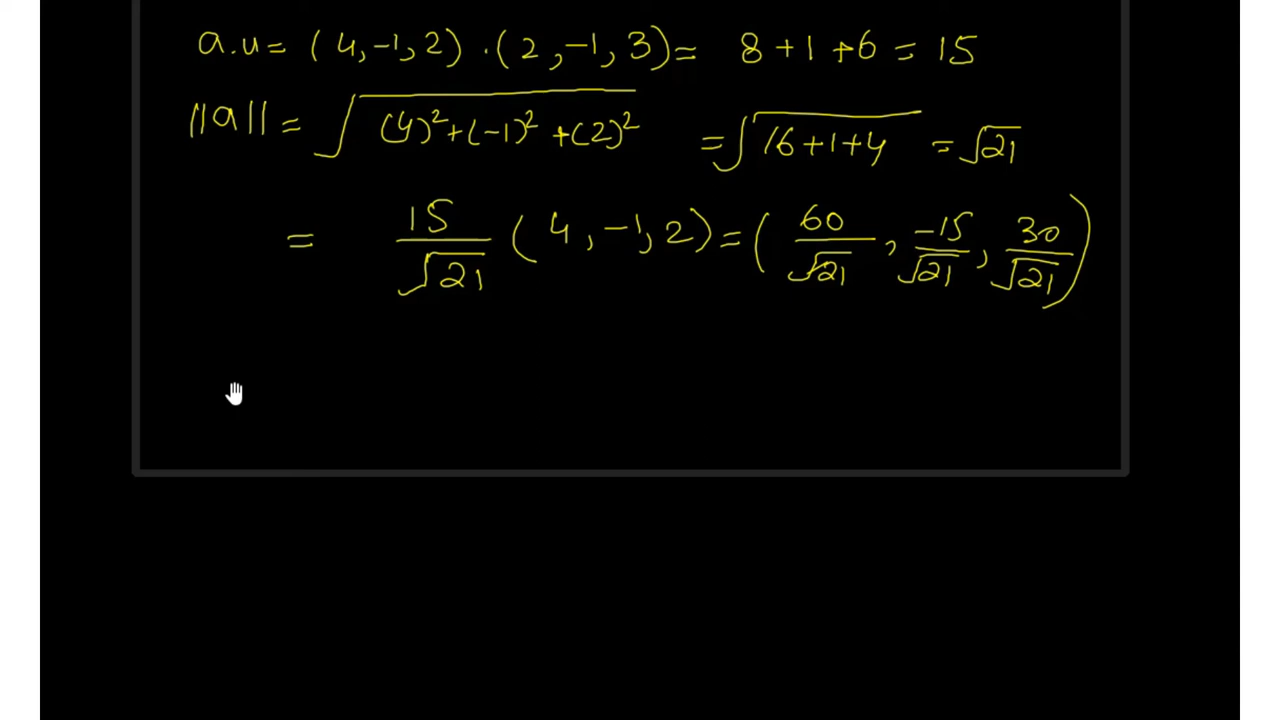 a.u = (4,-1,2) . (2,-1,3) = 8+1+6 = 15
||a|| = √((4)²+(-1)²+(2)²) = √(16+1+4) = √21
= 15/√21 (4,-1,2) = (60/√21, -15/√21, 30/√21)